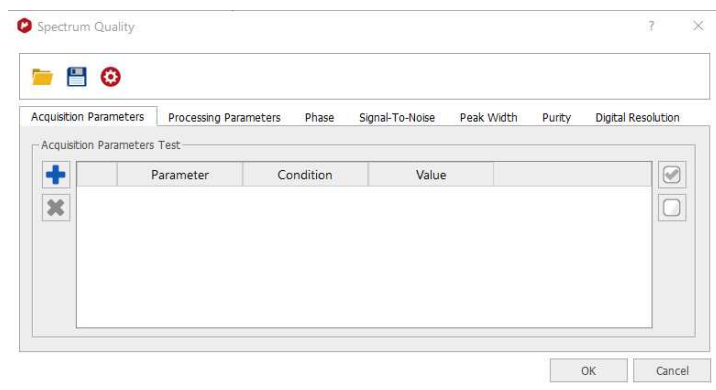 Spectrum Quality ?
Acquisition Parameters Processing Parameters Phase Signal-To-Noise Peak Width Purity Digital Resolution
Acquisition Parameters Test
Parameter Condition Value
OK Cancel